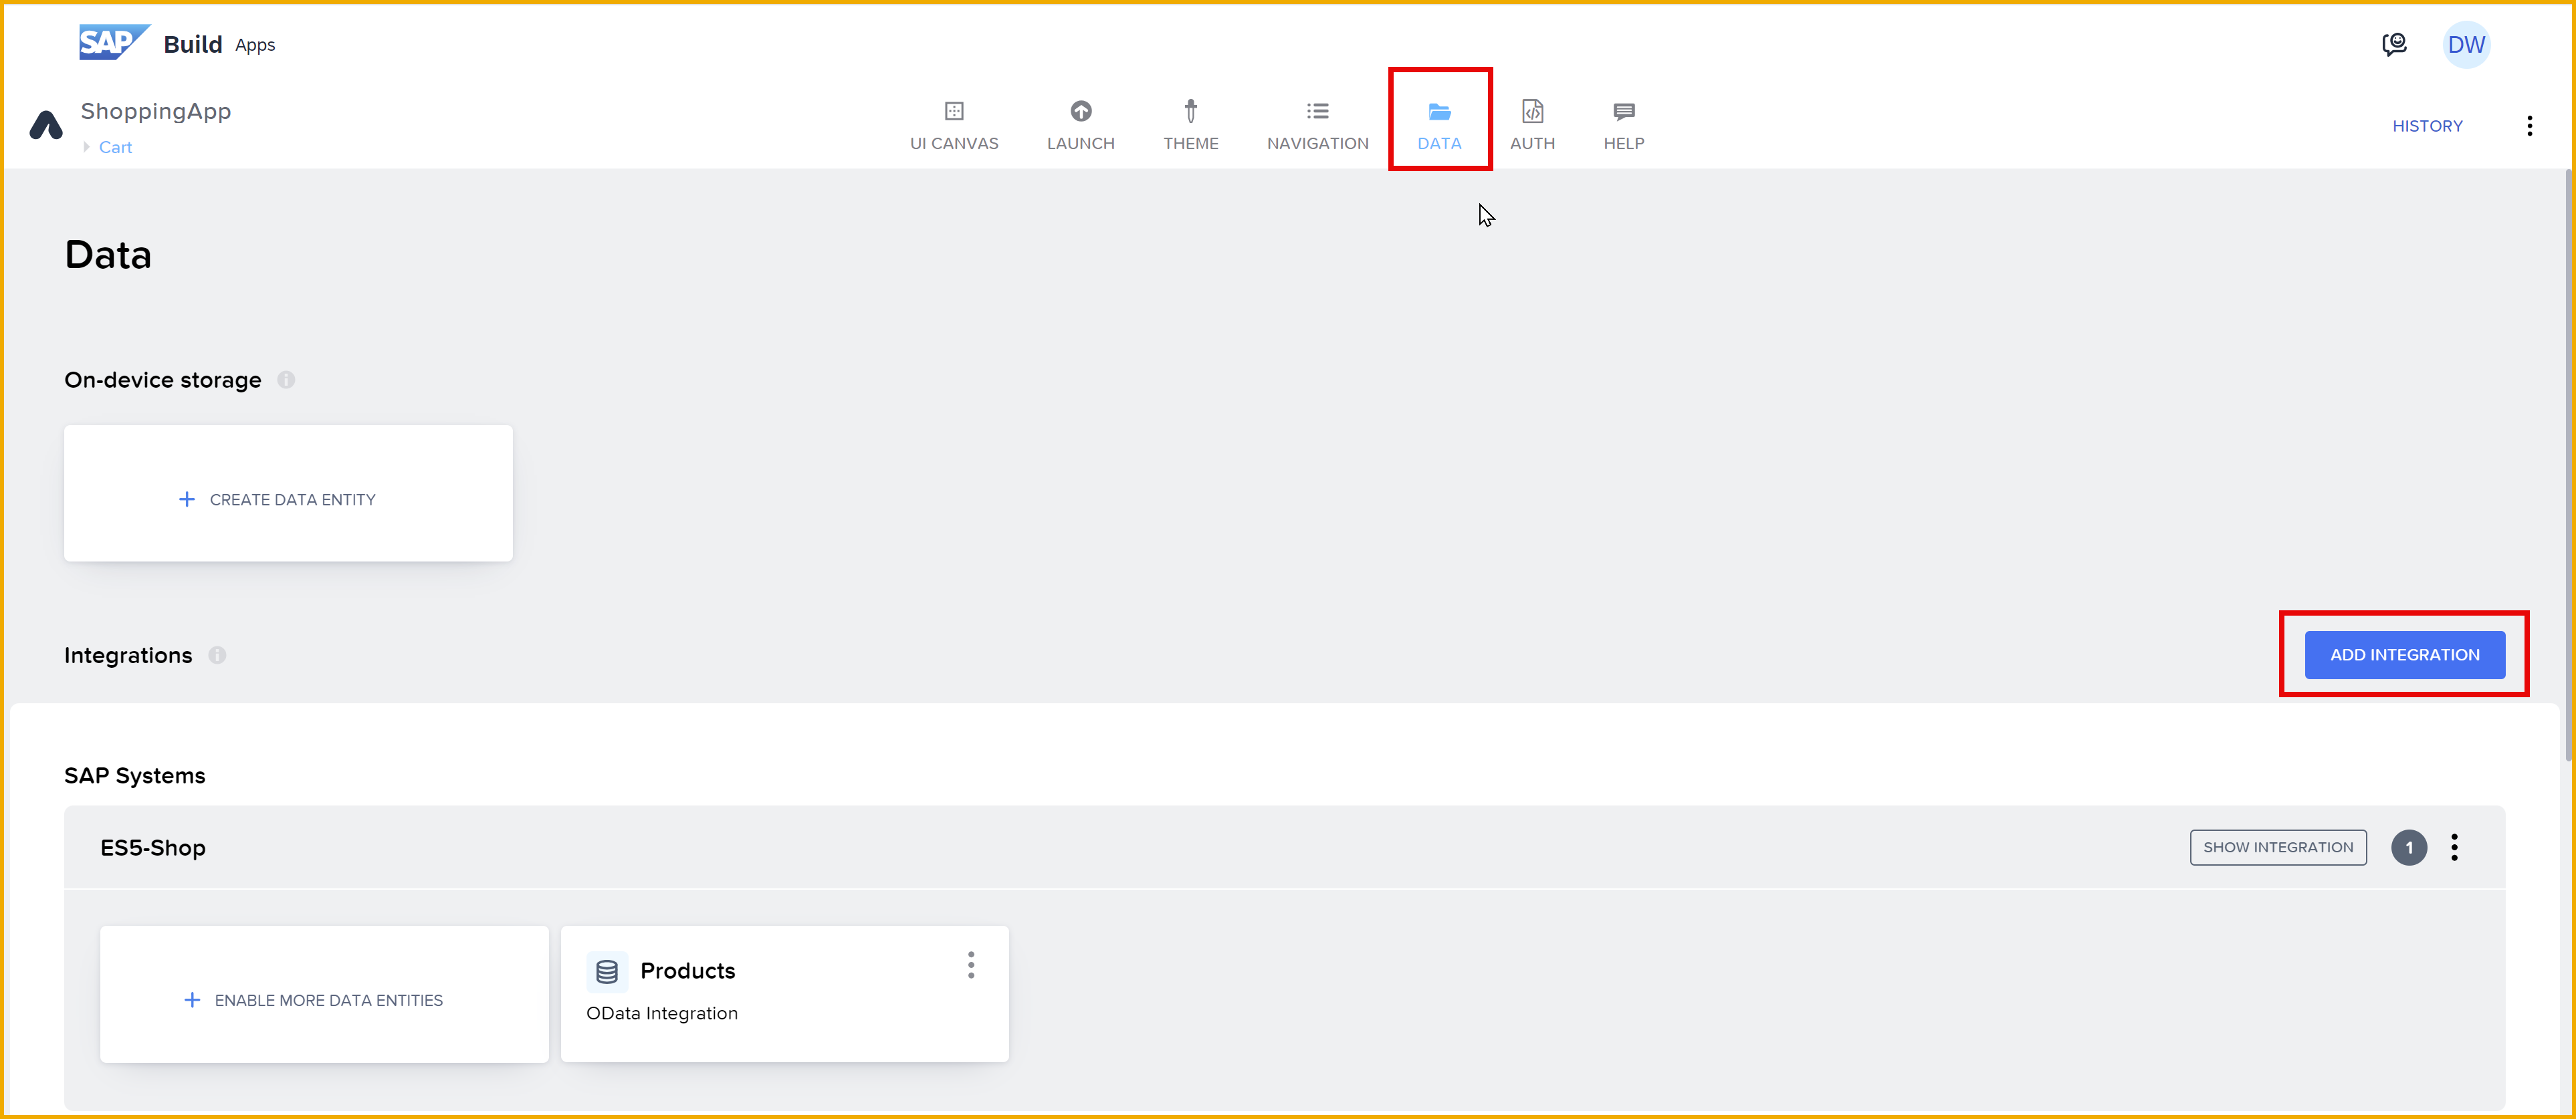 SAP Build Apps
DW
ShoppingApp
Cart
UI CANVAS
LAUNCH
THEME
NAVIGATION
DATA
AUTH
HELP
HISTORY
Data
On-device storage
+ CREATE DATA ENTITY
Integrations
ADD INTEGRATION
SAP Systems
ES5-Shop
SHOW INTEGRATION
1
+ ENABLE MORE DATA ENTITIES
Products
OData Integration